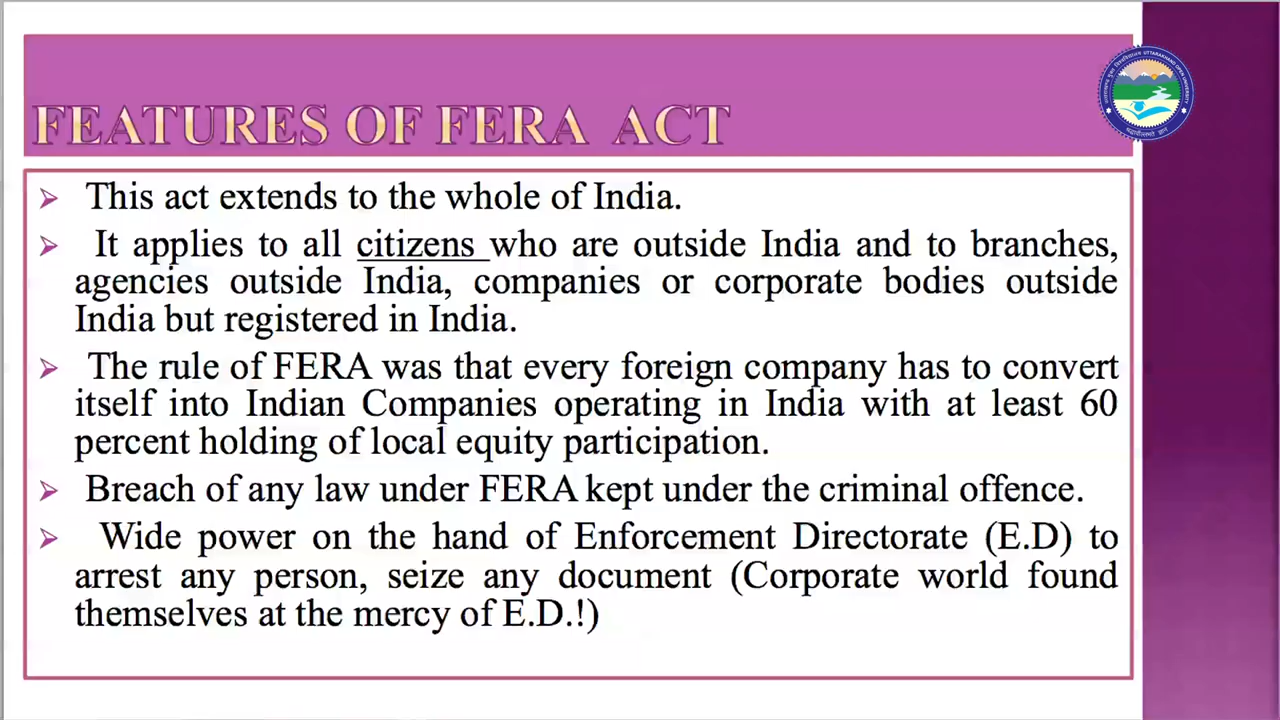 FEATURES OF FERA ACT
UTTARAKHAND OPEN UNIVERSITY
This act extends to the whole of India.
It applies to all citizens who are outside India and to branches,
agencies outside India, companies or corporate bodies outside
India but registered in India.
The rule of FERA was that every foreign company has to convert
itself into Indian Companies operating in India with at least 60
percent holding of local equity participation.
Breach of any law under FERA kept under the criminal offence.
Wide power on the hand of Enforcement Directorate (E.D) to
arrest any person, seize any document (Corporate world found
themselves at the mercy of E.D.!)